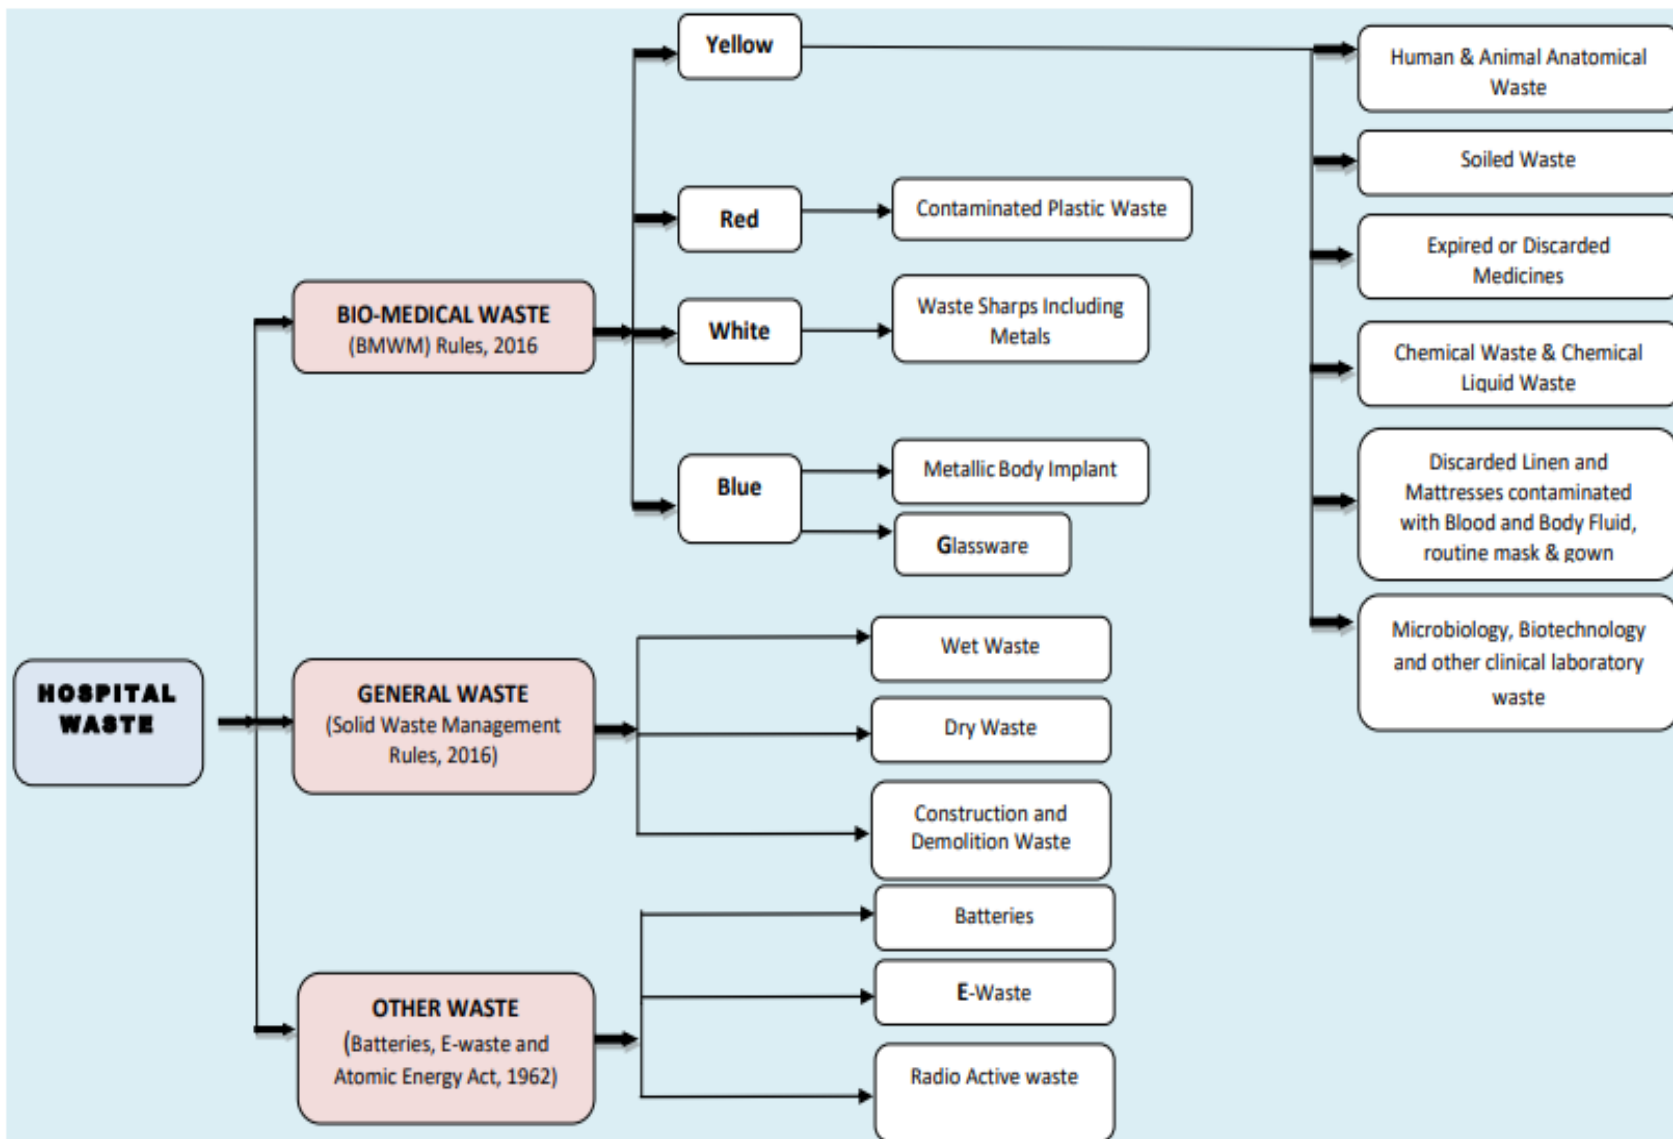 HOSPITAL
WASTE
BIO-MEDICAL WASTE
(BMWM) Rules, 2016
Yellow
Human & Animal Anatomical
Waste
Soiled Waste
Expired or Discarded
Medicines
Chemical Waste & Chemical
Liquid Waste
Discarded Linen and
Mattresses contaminated
with Blood and Body Fluid,
routine mask & gown
Microbiology, Biotechnology
and other clinical laboratory
waste
Red
Contaminated Plastic Waste
White
Waste Sharps Including
Metals
Blue
Metallic Body Implant
Glassware
GENERAL WASTE
(Solid Waste Management
Rules, 2016)
Wet Waste
Dry Waste
Construction and
Demolition Waste
OTHER WASTE
(Batteries, E-waste and
Atomic Energy Act, 1962)
Batteries
E-Waste
Radio Active waste